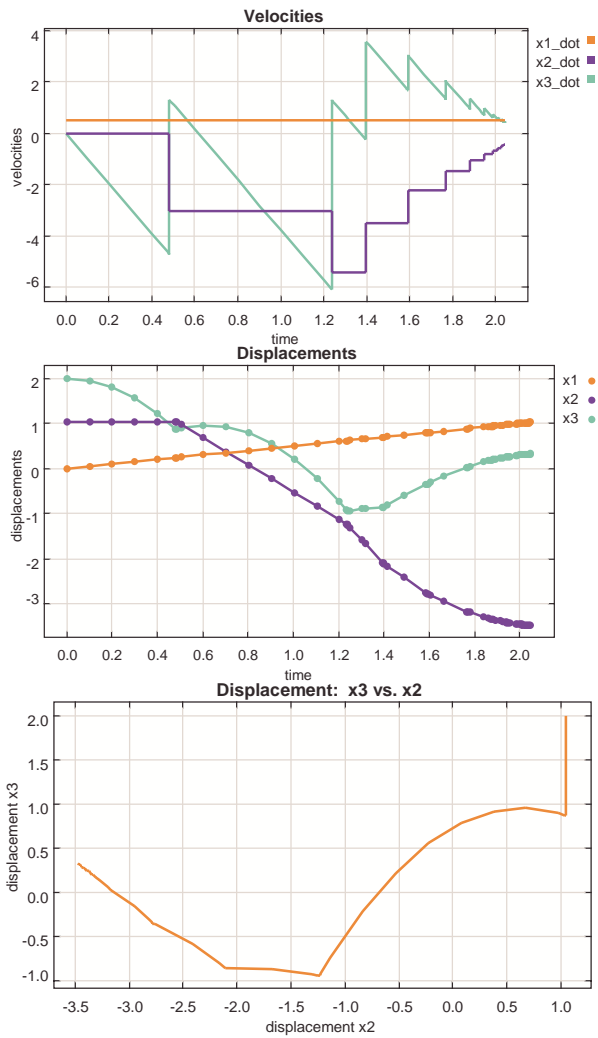 Velocities
x1_dot
x2_dot
x3_dot
4
2
0
-2
-4
-6
velocities
0.0 0.2 0.4 0.6 0.8 1.0 1.2 1.4 1.6 1.8 2.0
time
Displacements
x1
x2
x3
2
1
0
-1
-2
-3
displacements
0.0 0.2 0.4 0.6 0.8 1.0 1.2 1.4 1.6 1.8 2.0
time
Displacement: x3 vs. x2
2.0
1.5
1.0
0.5
0.0
-0.5
-1.0
displacement x3
-3.5 -3.0 -2.5 -2.0 -1.5 -1.0 -0.5 0.0 0.5 1.0
displacement x2